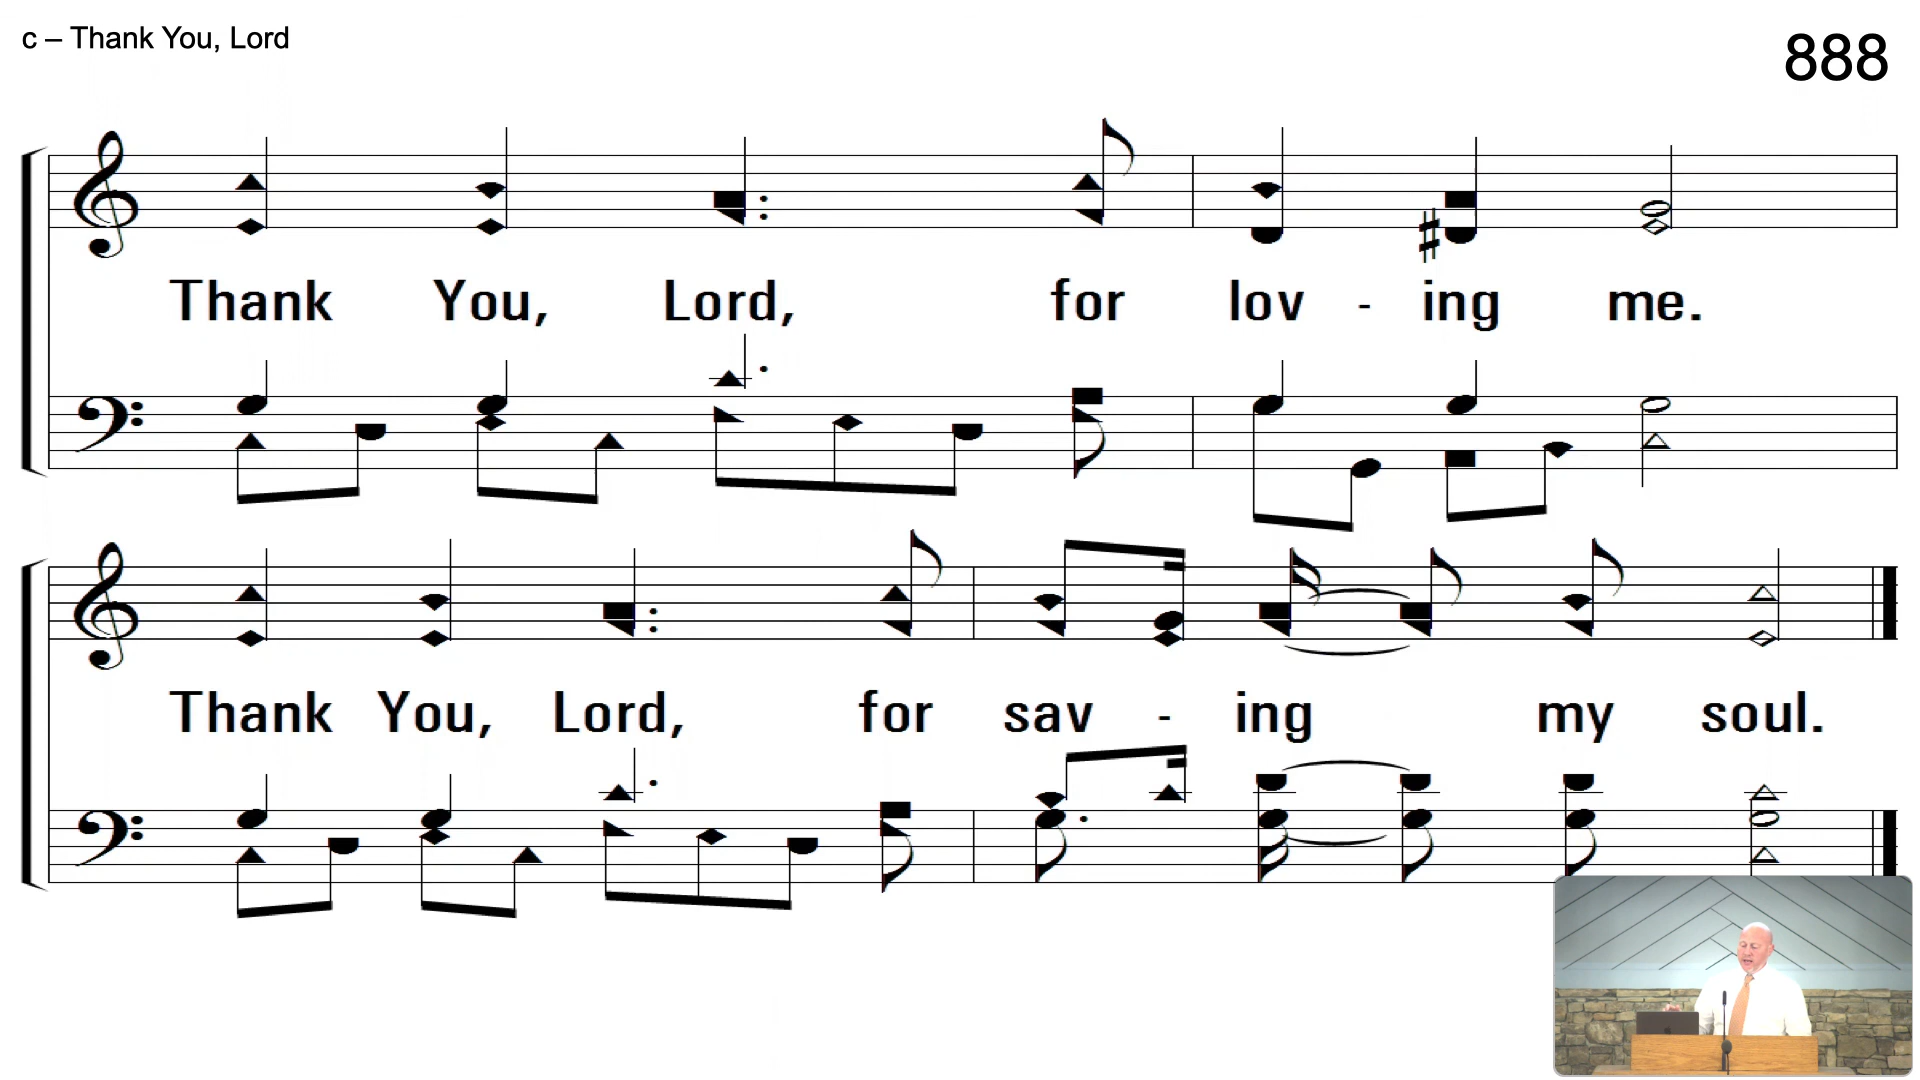 c – Thank You, Lord
888
Thank You, Lord, for lov - ing me.
Thank You, Lord, for sav - ing my soul.